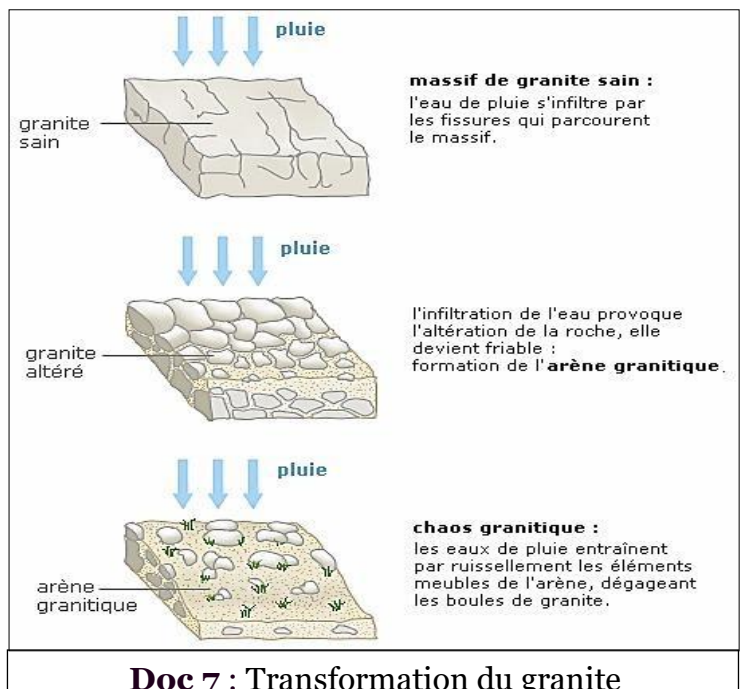 pluie
massif de granite sain :
l'eau de pluie s'infiltre par
les fissures qui parcourent
le massif.
granite
sain
pluie
l'infiltration de l'eau provoque
l'altération de la roche, elle
devient friable :
formation de l'arène granitique.
granite
altéré
pluie
chaos granitique :
les eaux de pluie entraînent
par ruissellement les éléments
meubles de l'arène, dégageant
les boules de granite.
arène
granitique
Doc 7 : Transformation du granite